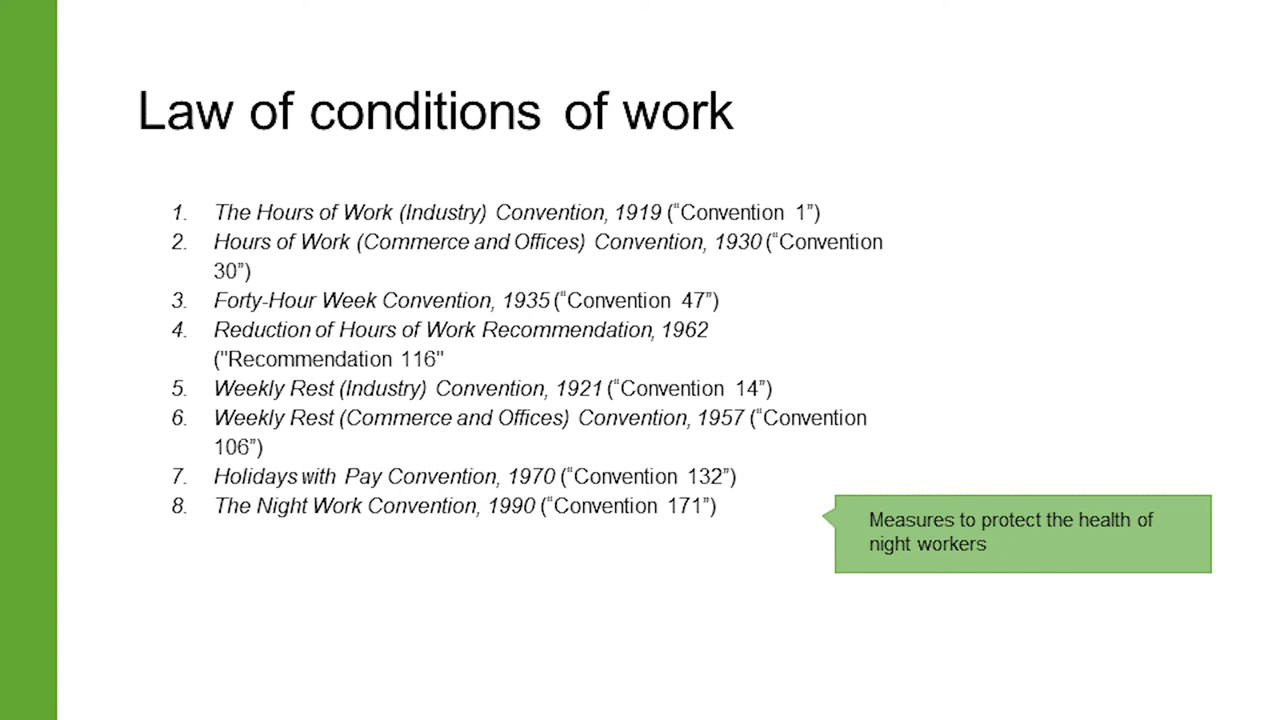 Law of conditions of work
1. The Hours of Work (Industry) Convention, 1919 (“Convention 1”)
2. Hours of Work (Commerce and Offices) Convention, 1930 (“Convention
30”)
3. Forty-Hour Week Convention, 1935 (“Convention 47”)
4. Reduction of Hours of Work Recommendation, 1962
("Recommendation 116"
5. Weekly Rest (Industry) Convention, 1921 (“Convention 14”)
6. Weekly Rest (Commerce and Offices) Convention, 1957 (“Convention
106”)
7. Holidays with Pay Convention, 1970 (“Convention 132”)
8. The Night Work Convention, 1990 (“Convention 171”)
Measures to protect the health of
night workers